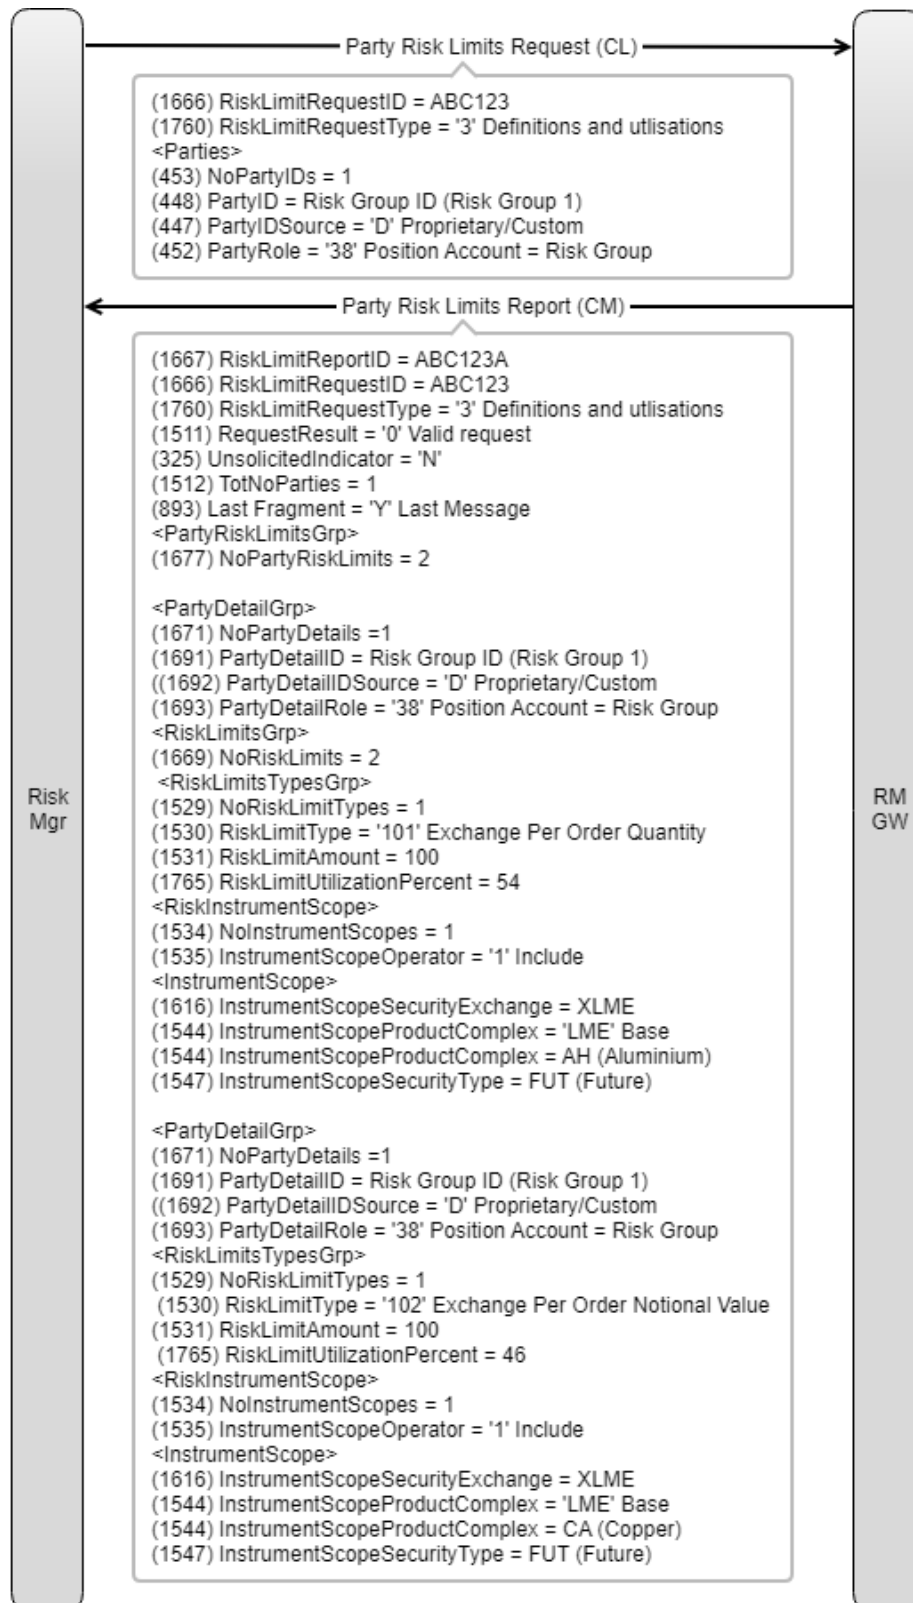 Party Risk Limits Request (CL)
(1666) RiskLimitRequestID = ABC123
(1760) RiskLimitRequestType = '3' Definitions and utlisations
<Parties>
(453) NoPartyIDs = 1
(448) PartyID = Risk Group ID (Risk Group 1)
(447) PartyIDSource = 'D' Proprietary/Custom
(452) PartyRole = '38' Position Account = Risk Group
Party Risk Limits Report (CM)
(1667) RiskLimitReportID = ABC123A
(1666) RiskLimitRequestID = ABC123
(1760) RiskLimitRequestType = '3' Definitions and utlisations
(1511) RequestResult = '0' Valid request
(325) UnsolicitedIndicator = 'N'
(1512) TotNoParties = 1
(893) Last Fragment = 'Y' Last Message
<PartyRiskLimitsGrp>
(1677) NoPartyRiskLimits = 2
<PartyDetailGrp>
(1671) NoPartyDetails =1
(1691) PartyDetailID = Risk Group ID (Risk Group 1)
((1692) PartyDetailIDSource = 'D' Proprietary/Custom
(1693) PartyDetailRole = '38' Position Account = Risk Group
<RiskLimitsGrp>
(1669) NoRiskLimits = 2
<RiskLimitsTypesGrp>
(1529) NoRiskLimitTypes = 1
(1530) RiskLimitType = '101' Exchange Per Order Quantity
(1531) RiskLimitAmount = 100
(1765) RiskLimitUtilizationPercent = 54
<RiskInstrumentScope>
(1534) NoInstrumentScopes = 1
(1535) InstrumentScopeOperator = '1' Include
<InstrumentScope>
(1616) InstrumentScopeSecurityExchange = XLME
(1544) InstrumentScopeProductComplex = 'LME' Base
(1544) InstrumentScopeProductComplex = AH (Aluminium)
(1547) InstrumentScopeSecurityType = FUT (Future)
<PartyDetailGrp>
(1671) NoPartyDetails =1
(1691) PartyDetailID = Risk Group ID (Risk Group 1)
((1692) PartyDetailIDSource = 'D' Proprietary/Custom
(1693) PartyDetailRole = '38' Position Account = Risk Group
<RiskLimitsTypesGrp>
(1529) NoRiskLimitTypes = 1
(1530) RiskLimitType = '102' Exchange Per Order Notional Value
(1531) RiskLimitAmount = 100
(1765) RiskLimitUtilizationPercent = 46
<RiskInstrumentScope>
(1534) NoInstrumentScopes = 1
(1535) InstrumentScopeOperator = '1' Include
<InstrumentScope>
(1616) InstrumentScopeSecurityExchange = XLME
(1544) InstrumentScopeProductComplex = 'LME' Base
(1544) InstrumentScopeProductComplex = CA (Copper)
(1547) InstrumentScopeSecurityType = FUT (Future)
Risk
Mgr
RM
GW